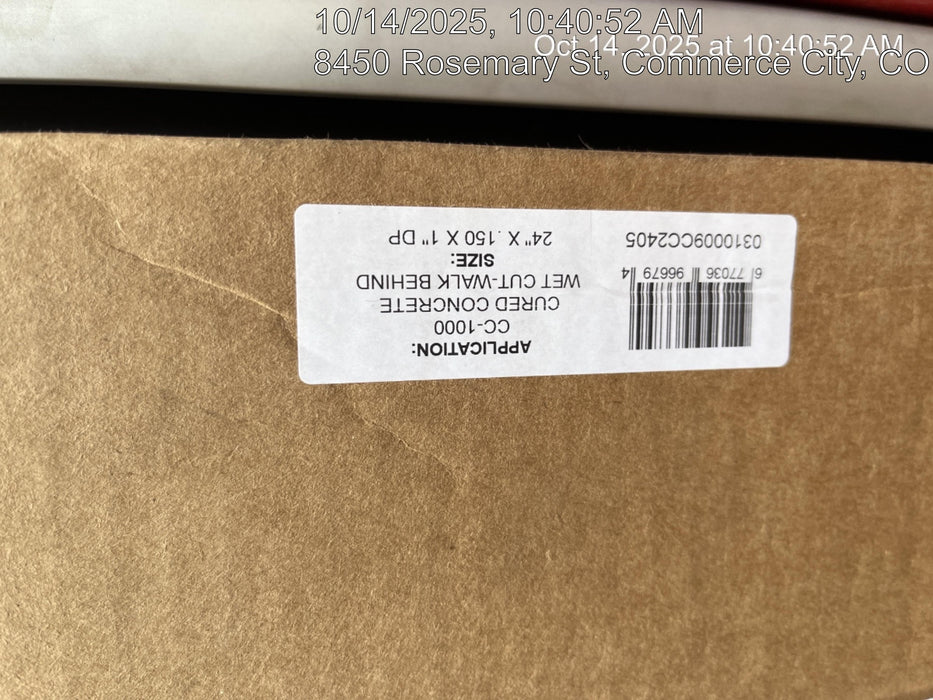 10/14/2025, 10:40:52 AM
Oct 14, 2025 at 10:40:52 AM
8450 Rosemary St, Commerce City, CO
APPLICATION:
CC-1000
CURED CONCRETE
WET CUT-WALK BEHIND
SIZE:
24" X .150 X 1" DP
6 77036 96679 4
0310009CC2405